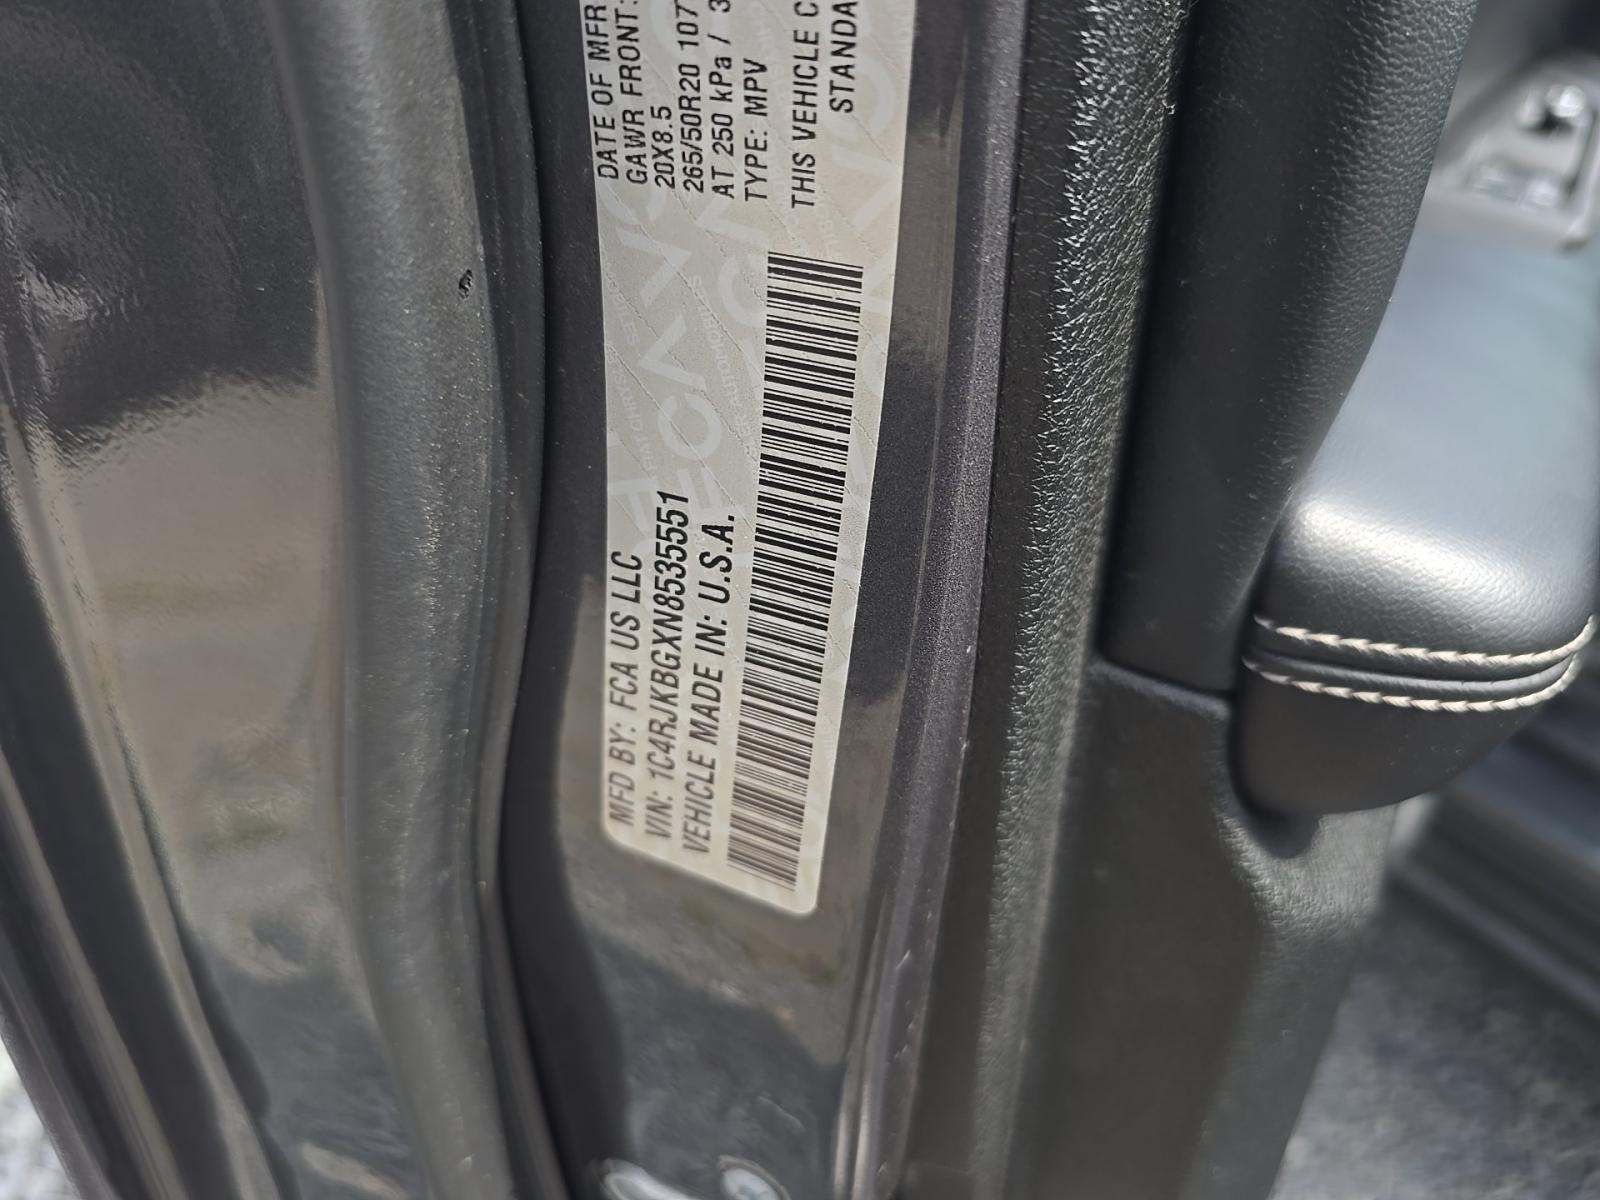 MFD BY: FCA US LLC
DATE OF MFR
VIN: 1C4RJKBGXN8535551
GAWR FRONT:
VEHICLE MADE IN: U.S.A.
20X8.5
265/50R20 107
AT 250 kPa / 3
TYPE: MPV
THIS VEHICLE C
STANDA